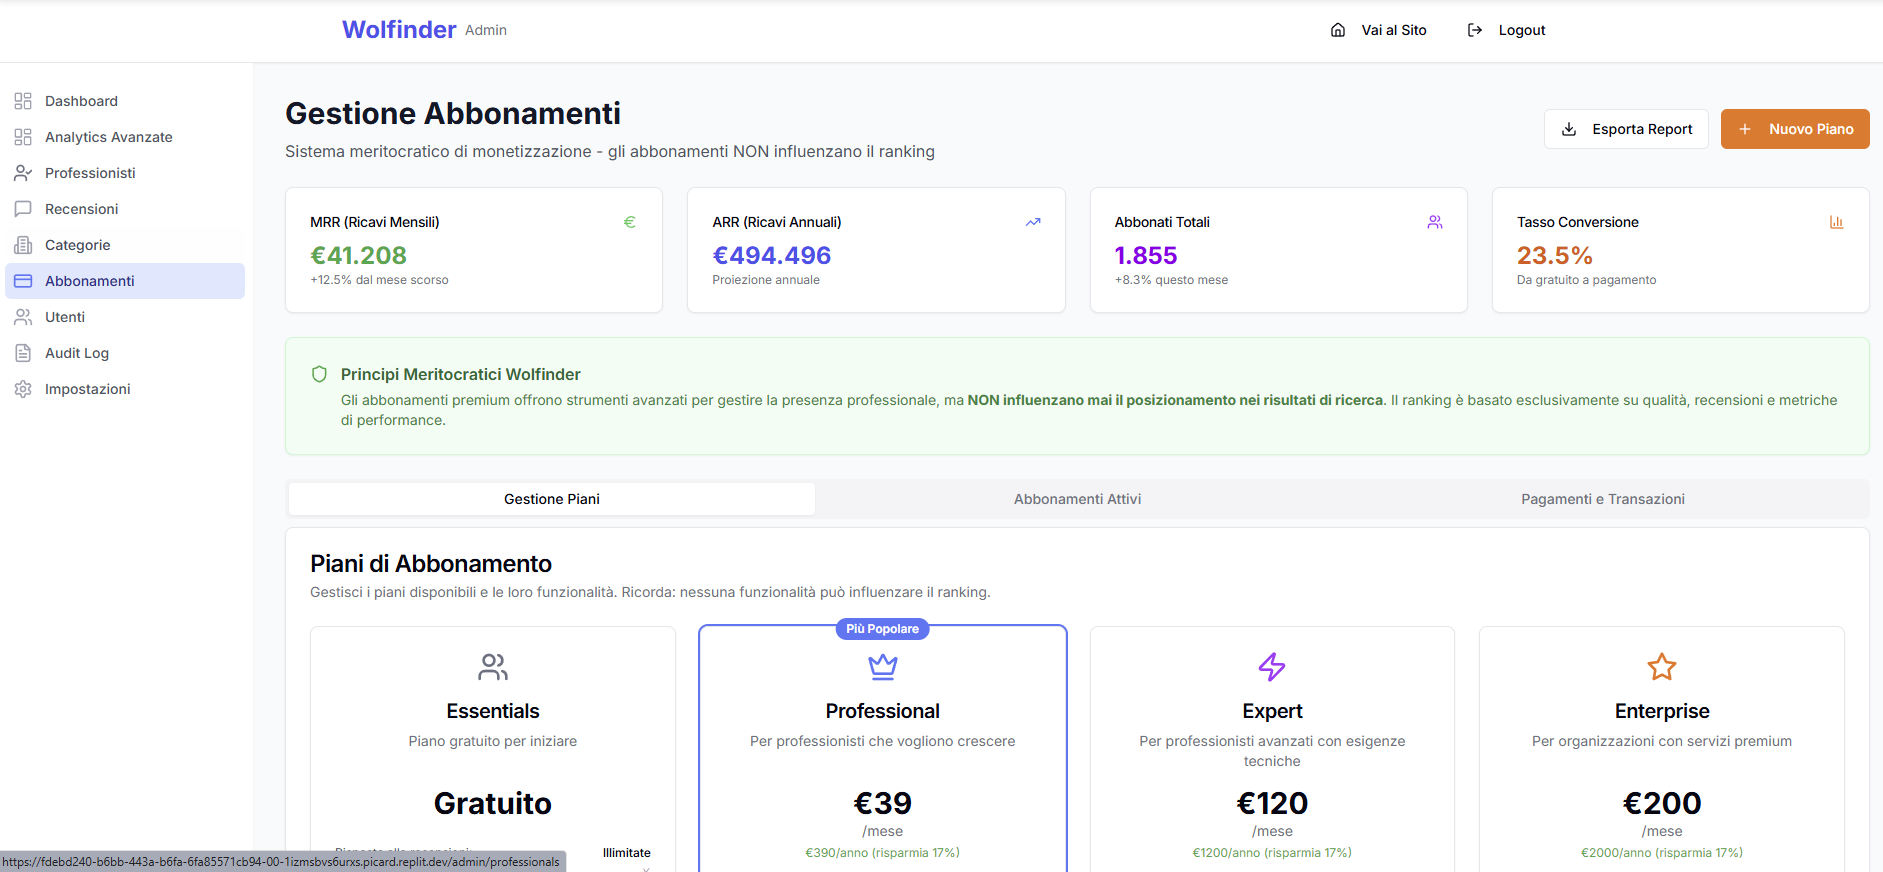 Wolfinder Admin
Vai al Sito
Logout
Dashboard
Analytics Avanzate
Professionisti
Recensioni
Categorie
Abbonamenti
Utenti
Audit Log
Impostazioni
Gestione Abbonamenti
Sistema meritocratico di monetizzazione - gli abbonamenti NON influenzano il ranking
Esporta Report
+ Nuovo Piano
MRR (Ricavi Mensili)
€
€41.208
+12.5% dal mese scorso
ARR (Ricavi Annuali)
€494.496
Proiezione annuale
Abbonati Totali
1.855
+8.3% questo mese
Tasso Conversione
23.5%
Da gratuito a pagamento
Principi Meritocratici Wolfinder
Gli abbonamenti premium offrono strumenti avanzati per gestire la presenza professionale, ma NON influenzano mai il posizionamento nei risultati di ricerca. Il ranking è basato esclusivamente su qualità, recensioni e metriche
di performance.
Gestione Piani
Abbonamenti Attivi
Pagamenti e Transazioni
Piani di Abbonamento
Gestisci i piani disponibili e le loro funzionalità. Ricorda: nessuna funzionalità può influenzare il ranking.
Essentials
Piano gratuito per iniziare
Gratuito
Illimitate
Più Popolare
Professional
Per professionisti che vogliono crescere
€39
/mese
€390/anno (risparmia 17%)
Expert
Per professionisti avanzati con esigenze
tecniche
€120
/mese
€1200/anno (risparmia 17%)
Enterprise
Per organizzazioni con servizi premium
€200
/mese
€2000/anno (risparmia 17%)
https://fdebd240-b6bb-443a-b6fa-6fa85571cb94-00-1izmsbvs6urxs.picard.replit.dev/admin/professionals